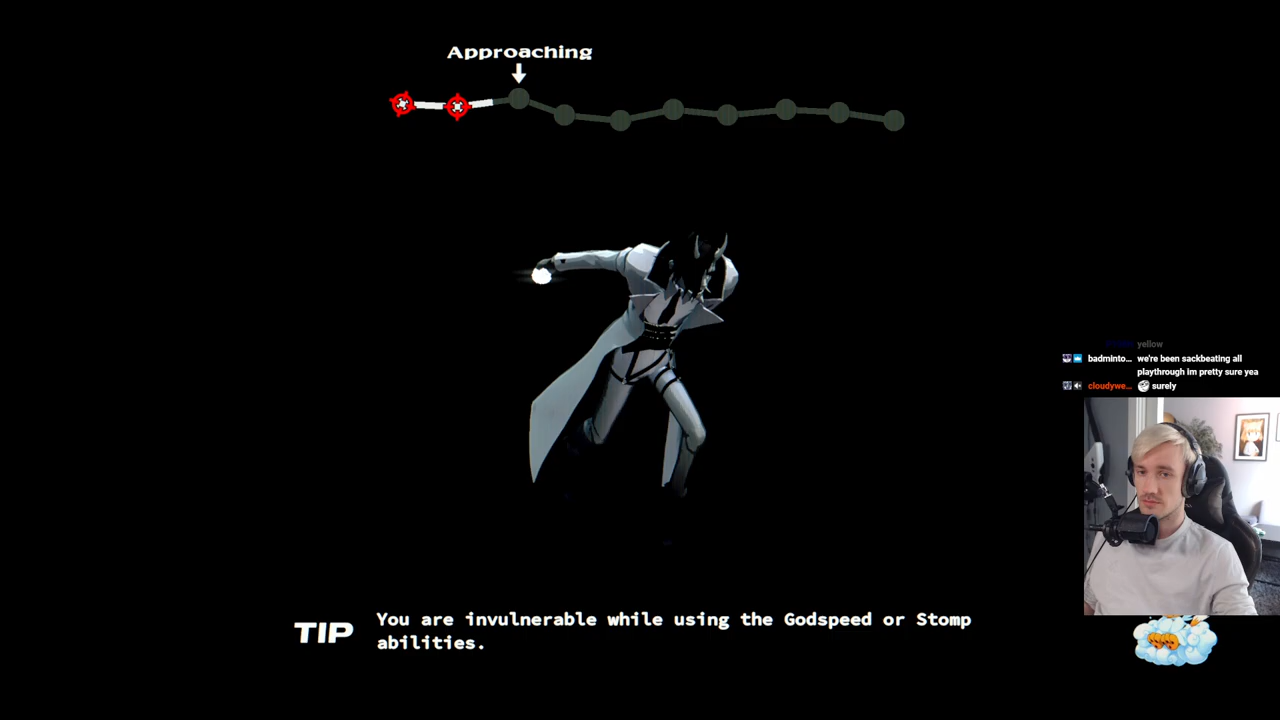 Approaching
yellow
badminto... we're been sackbeating all
playthrough im pretty sure yea
cloudywe... surely
TIP You are invulnerable while using the Godspeed or Stomp
abilities.